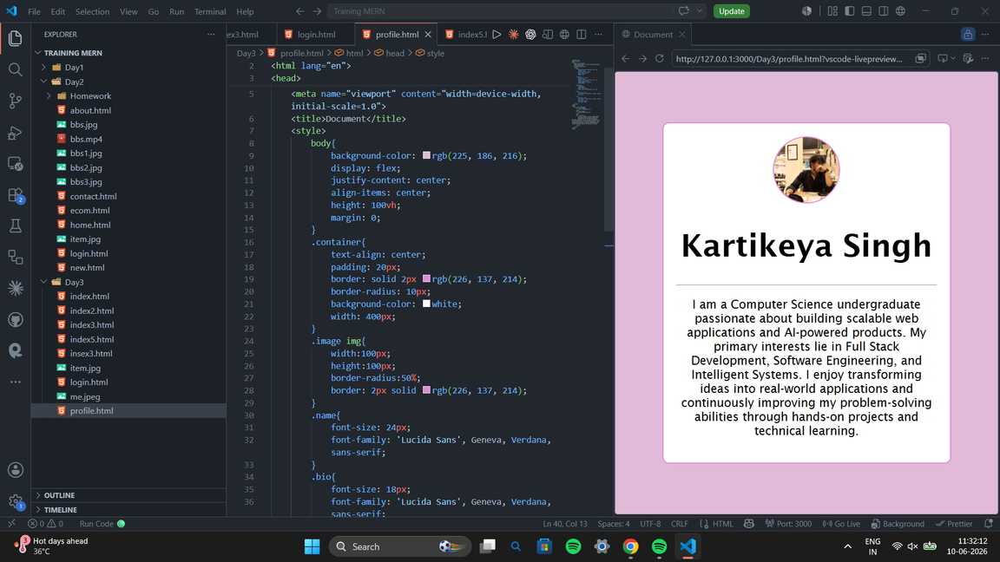 File Edit Selection View Go Run Terminal Help
Training MERN
Update
EXPLORER
ex3.html
login.html
profile.html
index5.h
Document
TRAINING MERN
Day1
Day2
Homework
about.html
bbs.jpg
bbs.mp4
bbs1.jpg
bbs2.jpg
bbs3.jpg
contact.html
ecom.html
home.html
item.jpg
login.html
new.html
Day3
index.html
index2.html
index3.html
index5.html
insex3.html
item.jpg
login.html
me.jpeg
profile.html
OUTLINE
TIMELINE
2
1
Day3 > profile.html > html > head > style
2 <html lang="en">
3 <head>
5 <meta name="viewport" content="width=device-width,
initial-scale=1.0">
6 <title>Document</title>
7 <style>
8 body{
9 background-color: rgb(225, 186, 216);
10 display: flex;
11 justify-content: center;
12 align-items: center;
13 height: 100vh;
14 margin: 0;
15 }
16 .container{
17 text-align: center;
18 padding: 20px;
19 border: solid 2px rgb(226, 137, 214);
20 border-radius: 10px;
21 background-color: white;
22 width: 400px;
23 }
24 .image img{
25 width:100px;
26 height:100px;
27 border-radius:50%;
28 border: 2px solid rgb(226, 137, 214);
29 }
30 .name{
31 font-size: 24px;
32 font-family: 'Lucida Sans', Geneva, Verdana,
sans-serif;
33 }
34 .bio{
35 font-size: 18px;
36 font-family: 'Lucida Sans', Geneva, Verdana,
sans-serif;
http://127.0.0.1:3000/Day3/profile.html?vscode-livepreview...
Kartikeya Singh
I am a Computer Science undergraduate
passionate about building scalable web
applications and AI-powered products. My
primary interests lie in Full Stack
Development, Software Engineering, and
Intelligent Systems. I enjoy transforming
ideas into real-world applications and
continuously improving my problem-solving
abilities through hands-on projects and
technical learning.
0 0 Run Code
Ln 40, Col 13 Spaces: 4 UTF-8 CRLF HTML Port: 3000 Go Live Background Prettier
3
Hot days ahead
36°C
Search
ENG
IN
11:32:12
10-06-2026